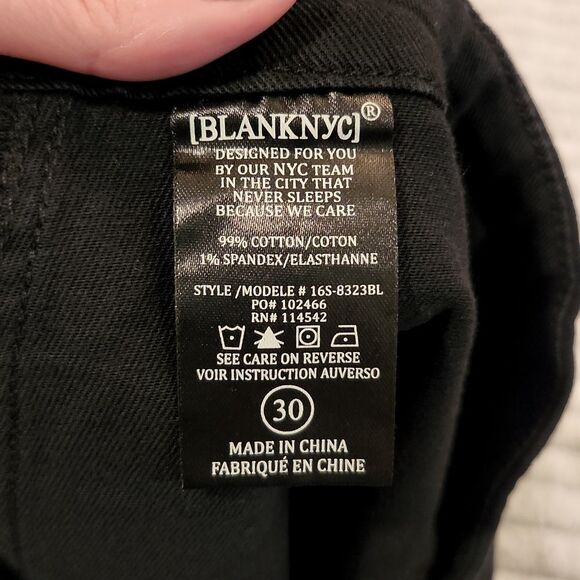 [BLANKNYC]®
DESIGNED FOR YOU
BY OUR NYC TEAM
IN THE CITY THAT
NEVER SLEEPS
BECAUSE WE CARE
99% COTTON/COTON
1% SPANDEX/ELASTHANNE
STYLE /MODELE # 16S-8323BL
PO# 102466
RN# 114542
SEE CARE ON REVERSE
VOIR INSTRUCTION AUVERSO
30
MADE IN CHINA
FABRIQUÉ EN CHINE